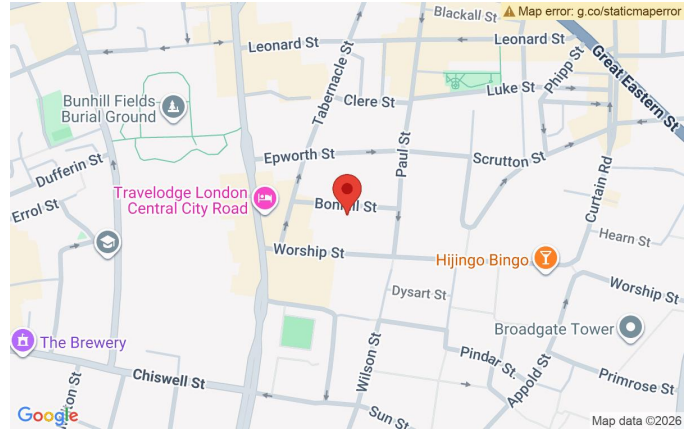 Blackall St
Map error: g.co/staticmaperror
Leonard St
Leonard St
Great Eastern St
Tabernacle St
Phipp St
Bunhill Fields
Burial Ground
Clere St
Luke St
Paul St
Epworth St
Scrutton St
Dufferin St
Curtain Rd
Travelodge London
Central City Road
Bonhill St
Errol St
Hearn St
Worship St
Hijingo Bingo
Worship St
Dysart St
Broadgate Tower
The Brewery
Wilson St
Pindar St.
Appold St
Primrose St
Chiswell St
Sun St
Google
Map data ©2026